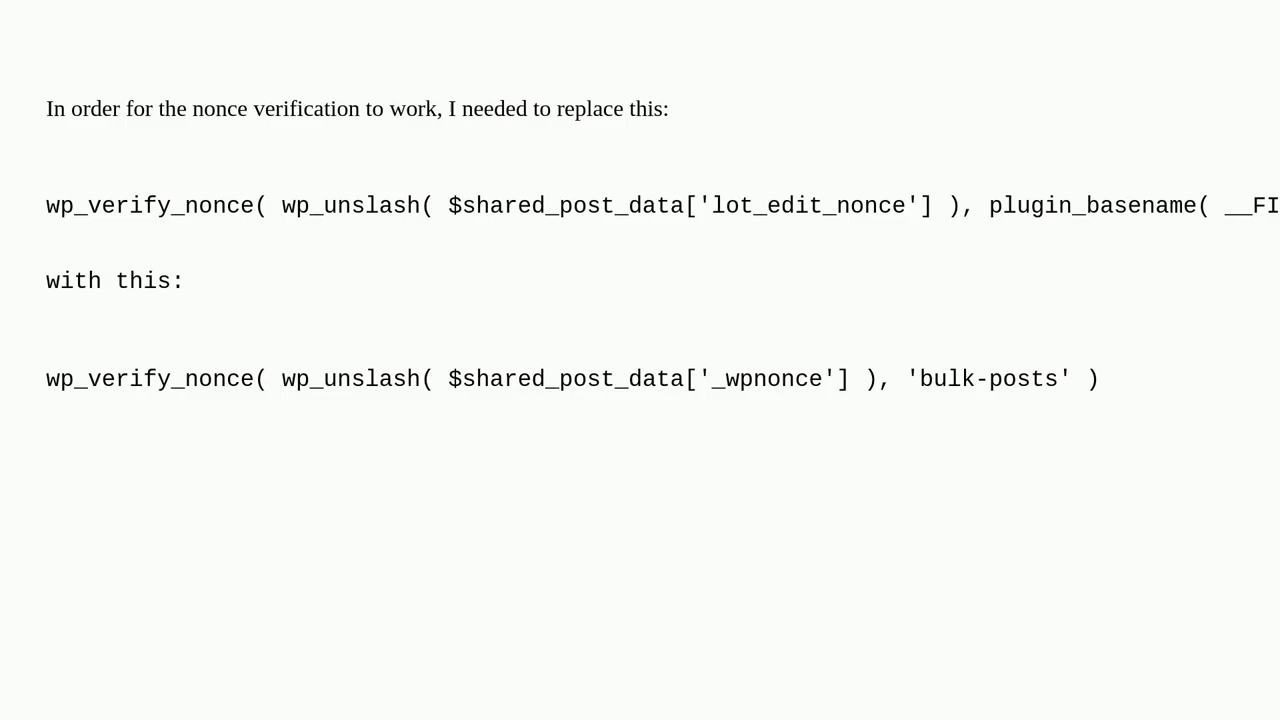 In order for the nonce verification to work, I needed to replace this:
wp_verify_nonce( wp_unslash( $shared_post_data['lot_edit_nonce'] ), plugin_basename( __FI
with this:
wp_verify_nonce( wp_unslash( $shared_post_data['_wpnonce'] ), 'bulk-posts' )